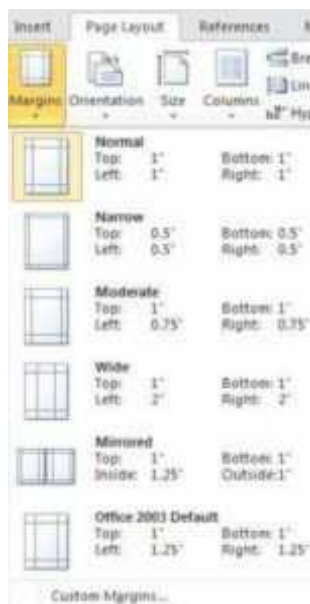 Insert Page Layout References
Margins Orientation Size Columns
Normal
Top: 1" Bottom: 1"
Left: 1" Right: 1"
Narrow
Top: 0.5" Bottom: 0.5"
Left: 0.5" Right: 0.5"
Moderate
Top: 1" Bottom: 1"
Left: 0.75" Right: 0.75"
Wide
Top: 1" Bottom: 1"
Left: 2" Right: 2"
Mirrored
Top: 1" Bottom: 1"
Inside: 1.25" Outside: 1"
Office 2003 Default
Top: 1" Bottom: 1"
Left: 1.25" Right: 1.25"
Custom Margins...